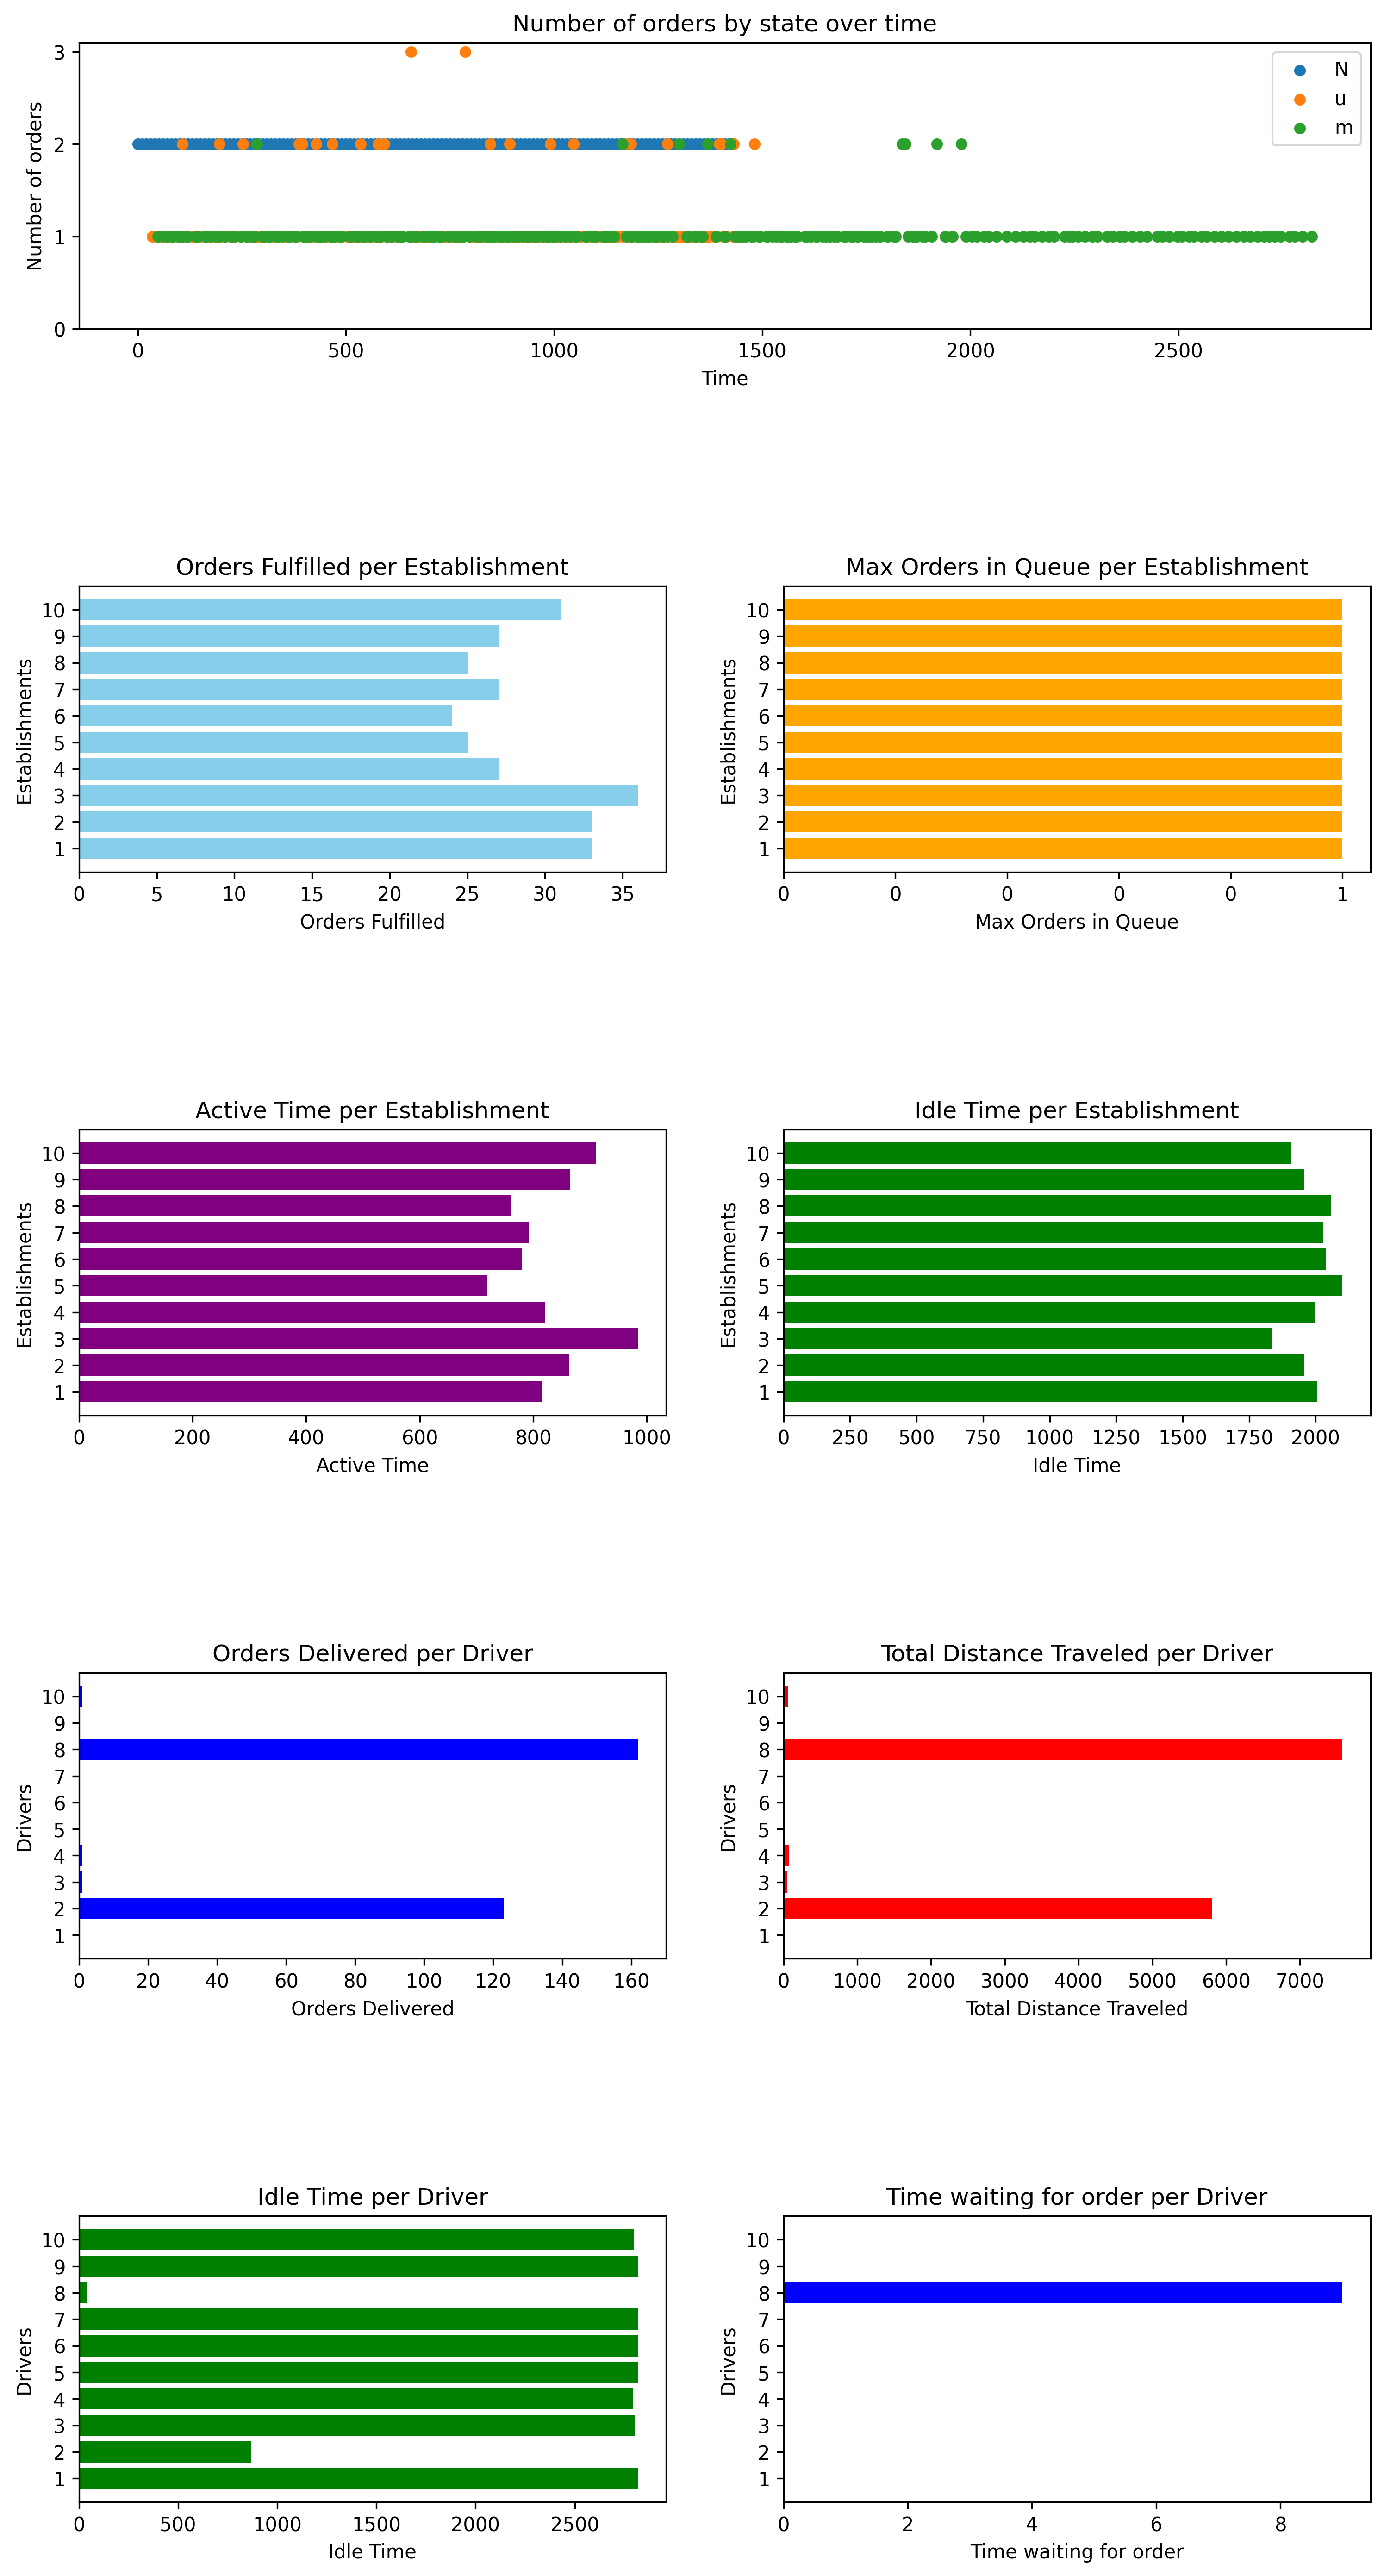 Number of orders by state over time
Number of orders
3
2
1
0
N
u
m
0 500 1000 1500 2000 2500
Time
Orders Fulfilled per Establishment
Establishments
10
9
8
7
6
5
4
3
2
1
0 5 10 15 20 25 30 35
Orders Fulfilled
Max Orders in Queue per Establishment
Establishments
10
9
8
7
6
5
4
3
2
1
0 0 0 0 0 1
Max Orders in Queue
Active Time per Establishment
Establishments
10
9
8
7
6
5
4
3
2
1
0 200 400 600 800 1000
Active Time
Idle Time per Establishment
Establishments
10
9
8
7
6
5
4
3
2
1
0 250 500 750 1000 1250 1500 1750 2000
Idle Time
Orders Delivered per Driver
Drivers
10
9
8
7
6
5
4
3
2
1
0 20 40 60 80 100 120 140 160
Orders Delivered
Total Distance Traveled per Driver
Drivers
10
9
8
7
6
5
4
3
2
1
0 1000 2000 3000 4000 5000 6000 7000
Total Distance Traveled
Idle Time per Driver
Drivers
10
9
8
7
6
5
4
3
2
1
0 500 1000 1500 2000 2500
Idle Time
Time waiting for order per Driver
Drivers
10
9
8
7
6
5
4
3
2
1
0 2 4 6 8
Time waiting for order